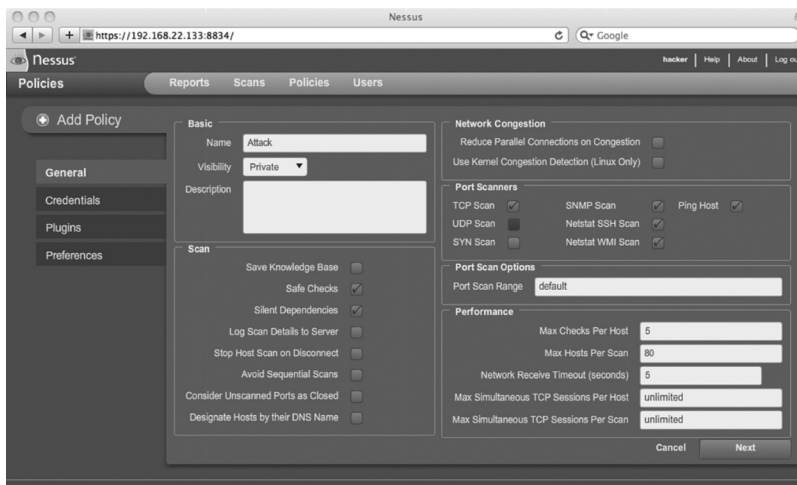 Nessus
https://192.168.22.133:8834/
Google
Nessus
hacker Help About
Policies Reports Scans Policies Users
Add Policy
General
Credentials
Plugins
Preferences
Basic
Name Attack
Visibility Private
Description
Scan
Save Knowledge Base
Safe Checks
Silent Dependencies
Log Scan Details to Server
Stop Host Scan on Disconnect
Avoid Sequential Scans
Consider Unscanned Ports as Closed
Designate Hosts by their DNS Name
Network Congestion
Reduce Parallel Connections on Congestion
Use Kernel Congestion Detection (Linux Only)
Port Scanners
TCP Scan SNMP Scan Ping Host
UDP Scan Netstat SSH Scan
SYN Scan Netstat WMI Scan
Port Scan Options
Port Scan Range default
Performance
Max Checks Per Host 5
Max Hosts Per Scan 80
Network Receive Timeout (seconds) 5
Max Simultaneous TCP Sessions Per Host unlimited
Max Simultaneous TCP Sessions Per Scan unlimited
Cancel Next